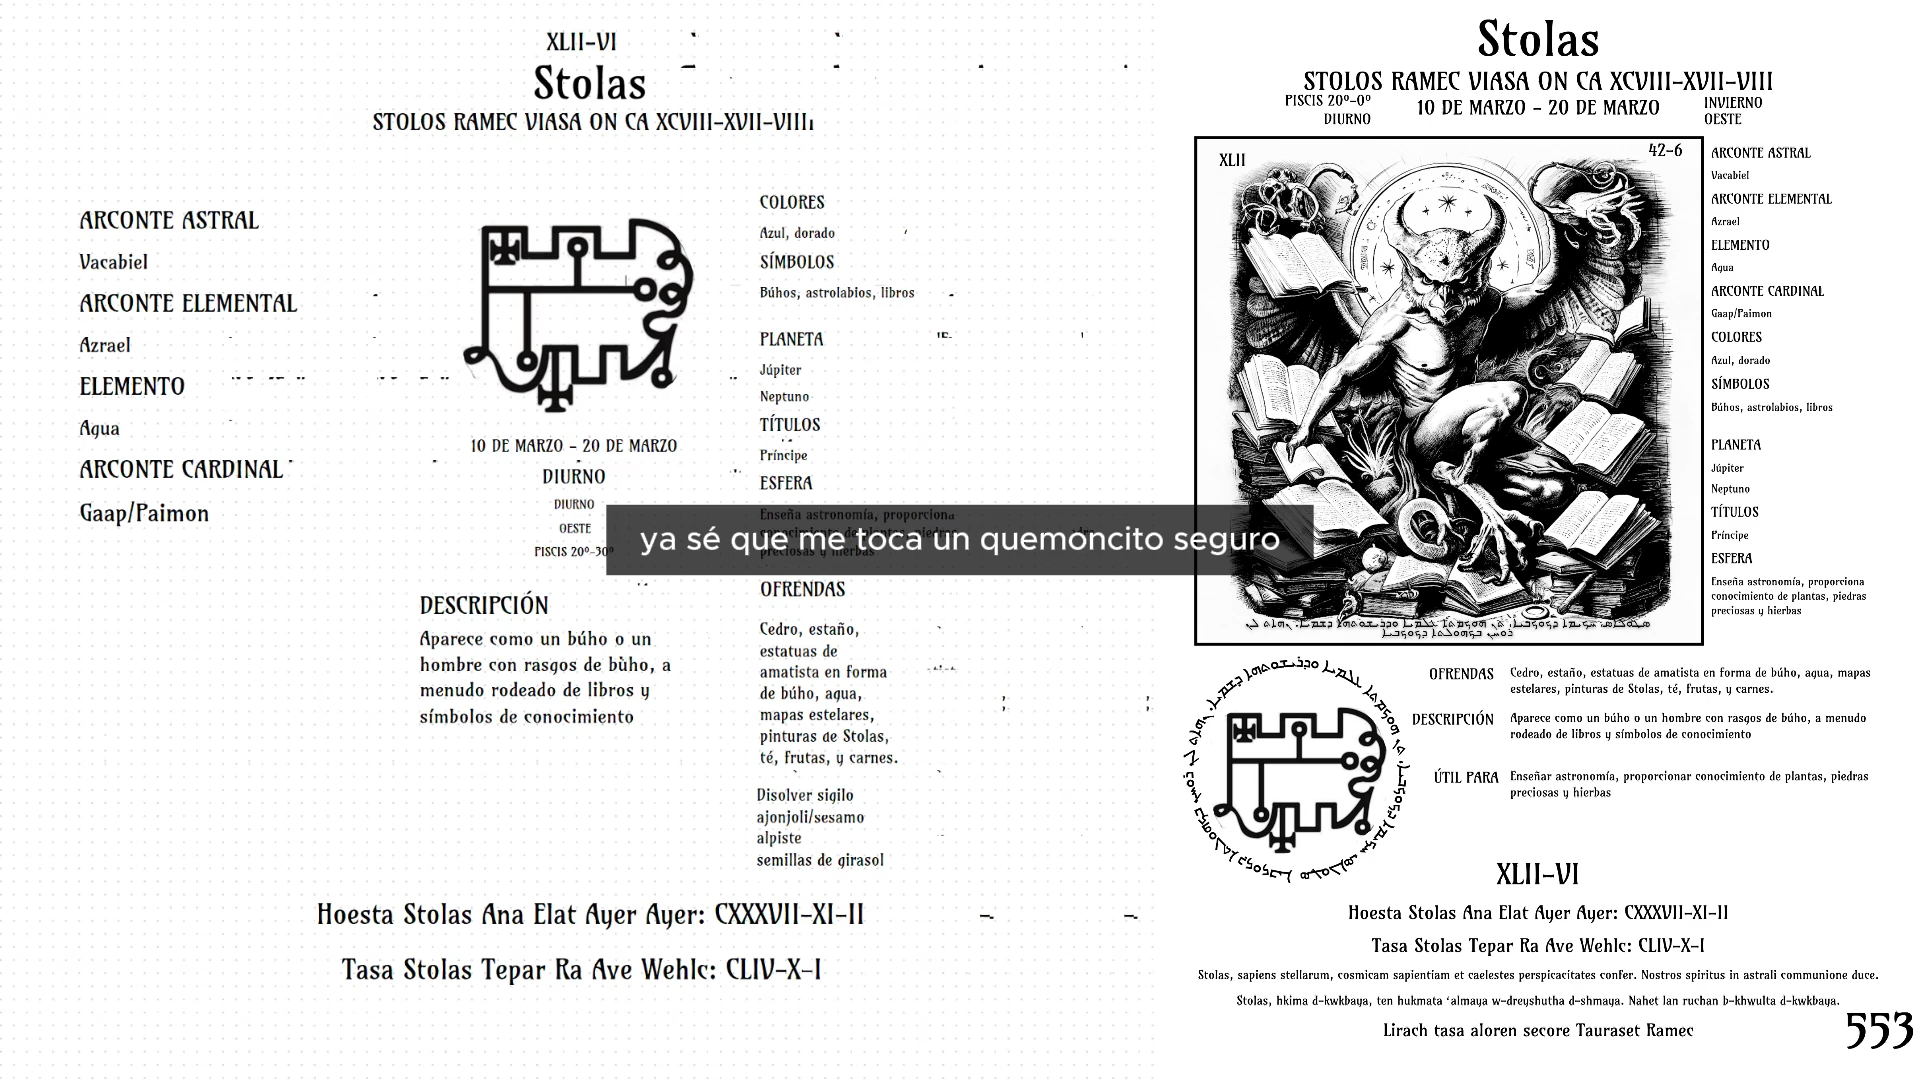 XLII-VI
Stolas
STOLOS RAMEC VIASA ON CA XCVIII-XVII-VIII
ARCONTE ASTRAL
Vacabiel
ARCONTE ELEMENTAL
Azrael
ELEMENTO
Agua
ARCONTE CARDINAL
Gaap/Paimon
10 DE MARZO - 20 DE MARZO
DIURNO
DIURNO
OESTE
PISCIS 20º-30º
DESCRIPCIÓN
Aparece como un búho o un
hombre con rasgos de bùho, a
menudo rodeado de libros y
símbolos de conocimiento
COLORES
Azul, dorado
SÍMBOLOS
Búhos, astrolabios, libros
PLANETA
Júpiter
Neptuno
TÍTULOS
Príncipe
ESFERA
Enseña astronomía, proporciona
conocimiento de plantas, piedras
preciosas y hierbas
OFRENDAS
Cedro, estaño,
estatuas de
amatista en forma
de búho, agua,
mapas estelares,
pinturas de Stolas,
té, frutas, y carnes.
Disolver sigilo
ajonjoli/sesamo
alpiste
semillas de girasol
Hoesta Stolas Ana Elat Ayer Ayer: CXXXVII-XI-II
Tasa Stolas Tepar Ra Ave Wehlc: CLIV-X-I
ya sé que me toca un quemoncito seguro
Stolas
STOLOS RAMEC VIASA ON CA XCVIII-XVII-VIII
PISCIS 20º-0º
DIURNO
10 DE MARZO - 20 DE MARZO
INVIERNO
OESTE
XLII
42-6
ARCONTE ASTRAL
Vacabiel
ARCONTE ELEMENTAL
Azrael
ELEMENTO
Agua
ARCONTE CARDINAL
Gaap/Paimon
COLORES
Azul, dorado
SÍMBOLOS
Búhos, astrolabios, libros
PLANETA
Júpiter
Neptuno
TÍTULOS
Príncipe
ESFERA
Enseña astronomía, proporciona
conocimiento de plantas, piedras
preciosas y hierbas
OFRENDAS
Cedro, estaño, estatuas de amatista en forma de búho, agua, mapas
estelares, pinturas de Stolas, té, frutas, y carnes.
DESCRIPCIÓN
Aparece como un búho o un hombre con rasgos de búho, a menudo
rodeado de libros y símbolos de conocimiento
ÚTIL PARA
Enseñar astronomía, proporcionar conocimiento de plantas, piedras
preciosas y hierbas
XLII-VI
Hoesta Stolas Ana Elat Ayer Ayer: CXXXVII-XI-II
Tasa Stolas Tepar Ra Ave Wehlc: CLIV-X-I
Stolas, sapiens stellarum, cosmicam sapientiam et caelestes perspicacitates confer. Nostros spiritus in astrali communione duce.
Stolas, hkima d-kwkbaya, ten hukmata ‘almaya w-dreyshutha d-shmaya. Nahet lan ruchan b-khwulta d-kwkbaya.
Lirach tasa aloren secore Tauraset Ramec
553